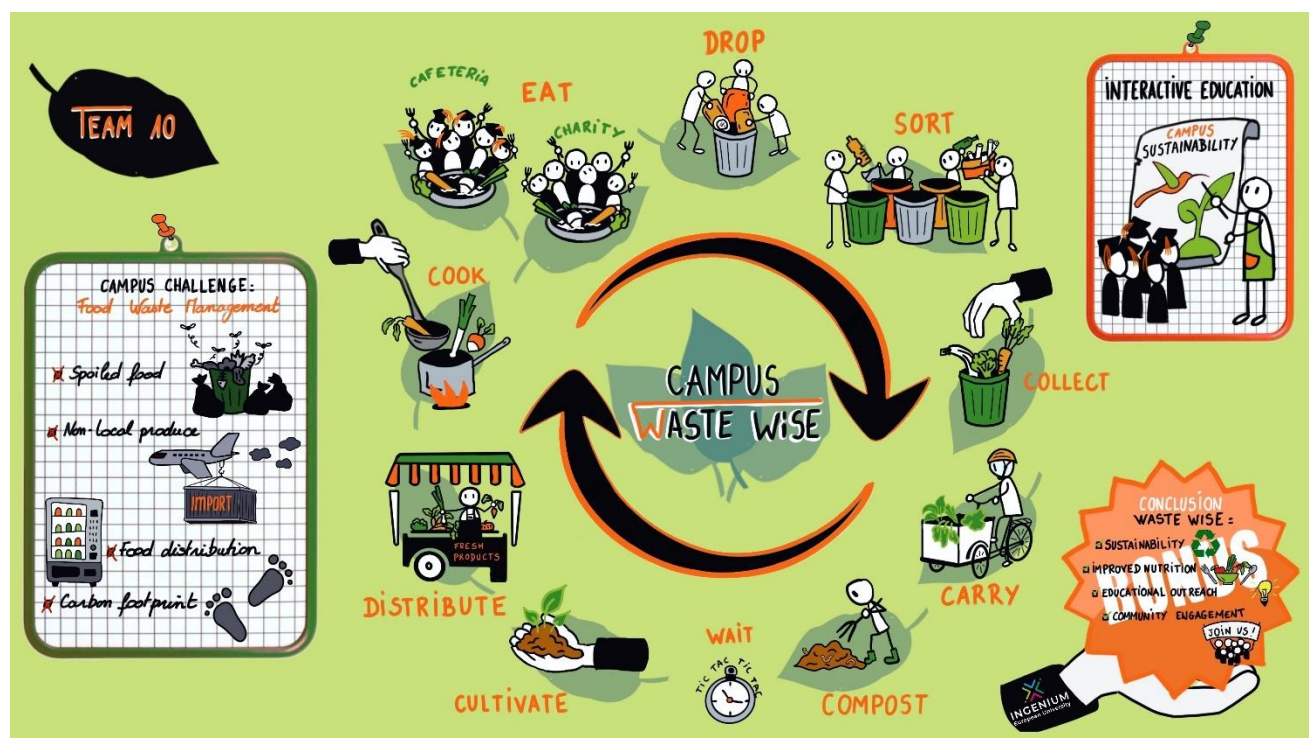 TEAM 10
CAMPUS CHALLENGE:
Food Waste Management
Spoiled food
Non-local produce
IMPORT
Food distribution
Carbon footprint
CAMPUS
WASTE WISE
CAFETERIA
EAT
CHARITY
DROP
SORT
COLLECT
CARRY
COMPOST
WAIT
TIC TAC TIC TAC
CULTIVATE
DISTRIBUTE
FRESH
PRODUCTS
COOK
INTERACTIVE EDUCATION
CAMPUS
SUSTAINABILITY
BONUS
CONCLUSION
WASTE WISE:
SUSTAINABILITY
IMPROVED NUTRITION
EDUCATIONAL OUTREACH
COMMUNITY ENGAGEMENT
JOIN US!
INGENIUM
European University